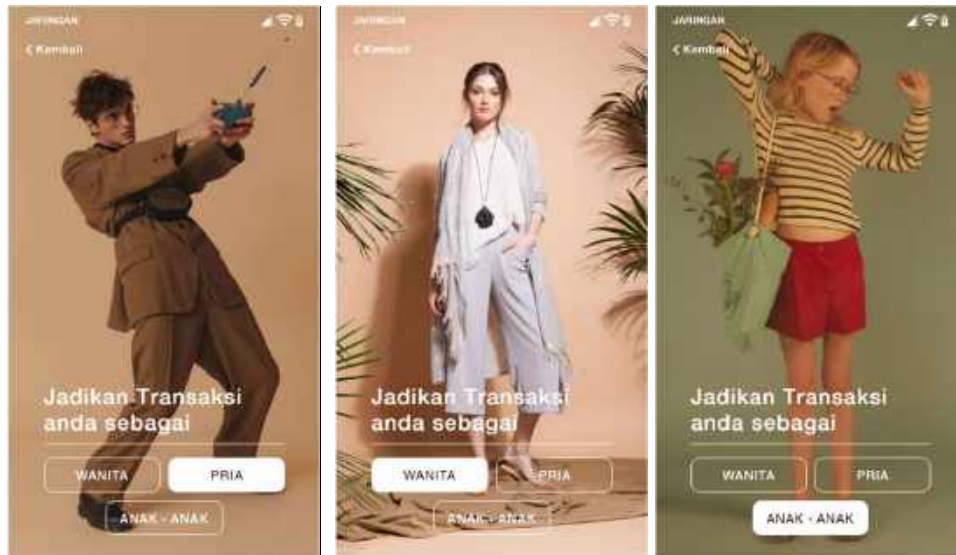 JARINGAN
< Kembali
Jadikan Transaksi
anda sebagai
WANITA
PRIA
ANAK - ANAK
JARINGAN
< Kembali
Jadikan Transaksi
anda sebagai
WANITA
PRIA
ANAK - ANAK
JARINGAN
< Kembali
Jadikan Transaksi
anda sebagai
WANITA
PRIA
ANAK - ANAK